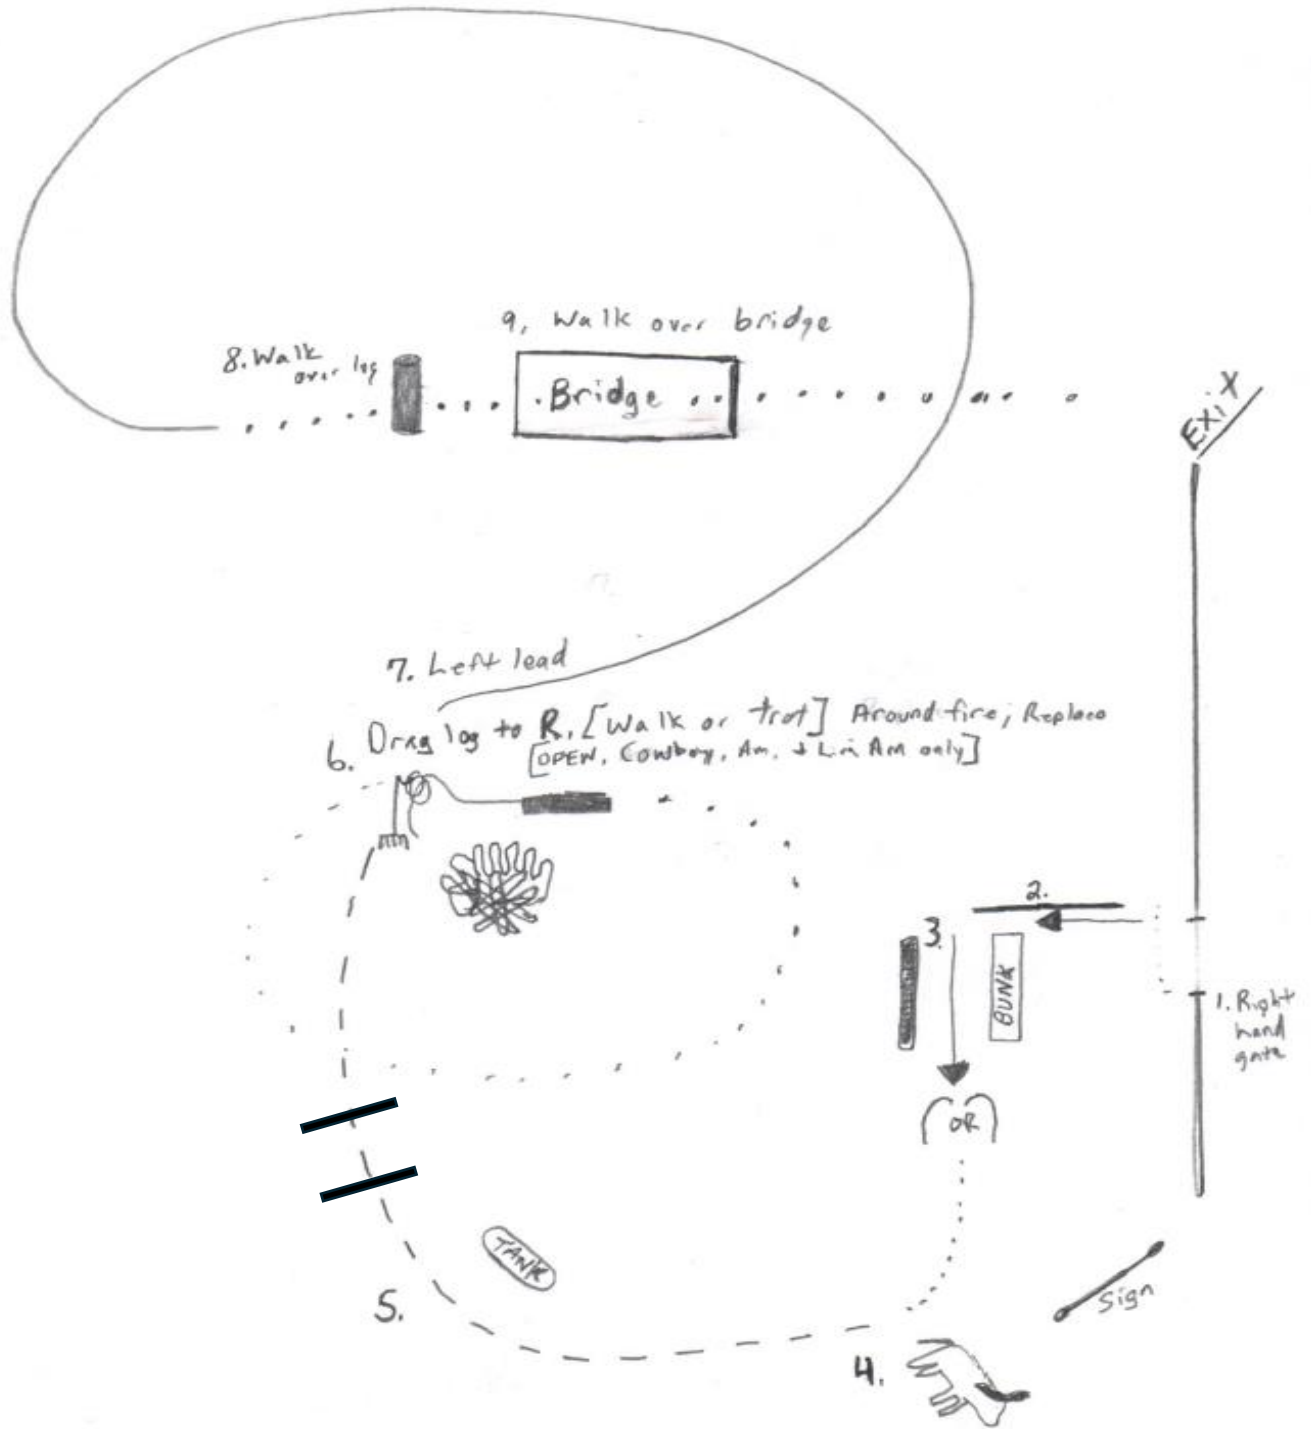 9. Walk over bridge
8. Walk
over log
Bridge
EXiT
7. Left lead
6. Drag log to R. [Walk or trot] Around fire; Replace
[OPEN, Cowboy, Am. & Lim Am only]
2.
3.
BUNK
1. Right
hand
gate
OR
TANK
5.
Sign
4.